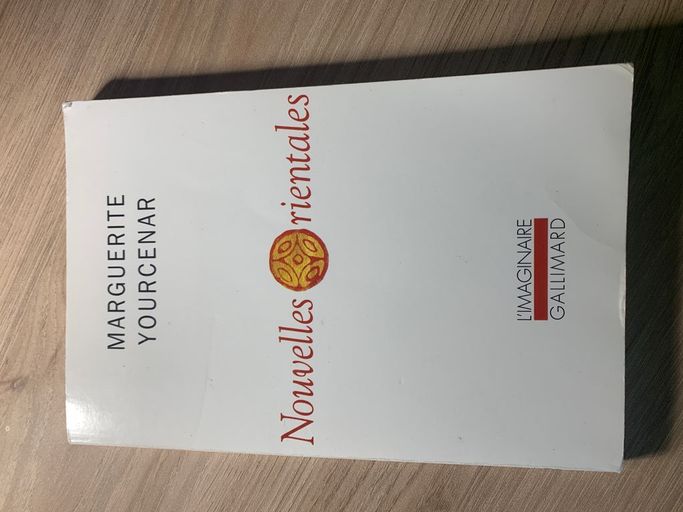 MARGUERITE
YOURCENAR
Nouvelles Orientales
L'IMAGINAIRE
GALLIMARD